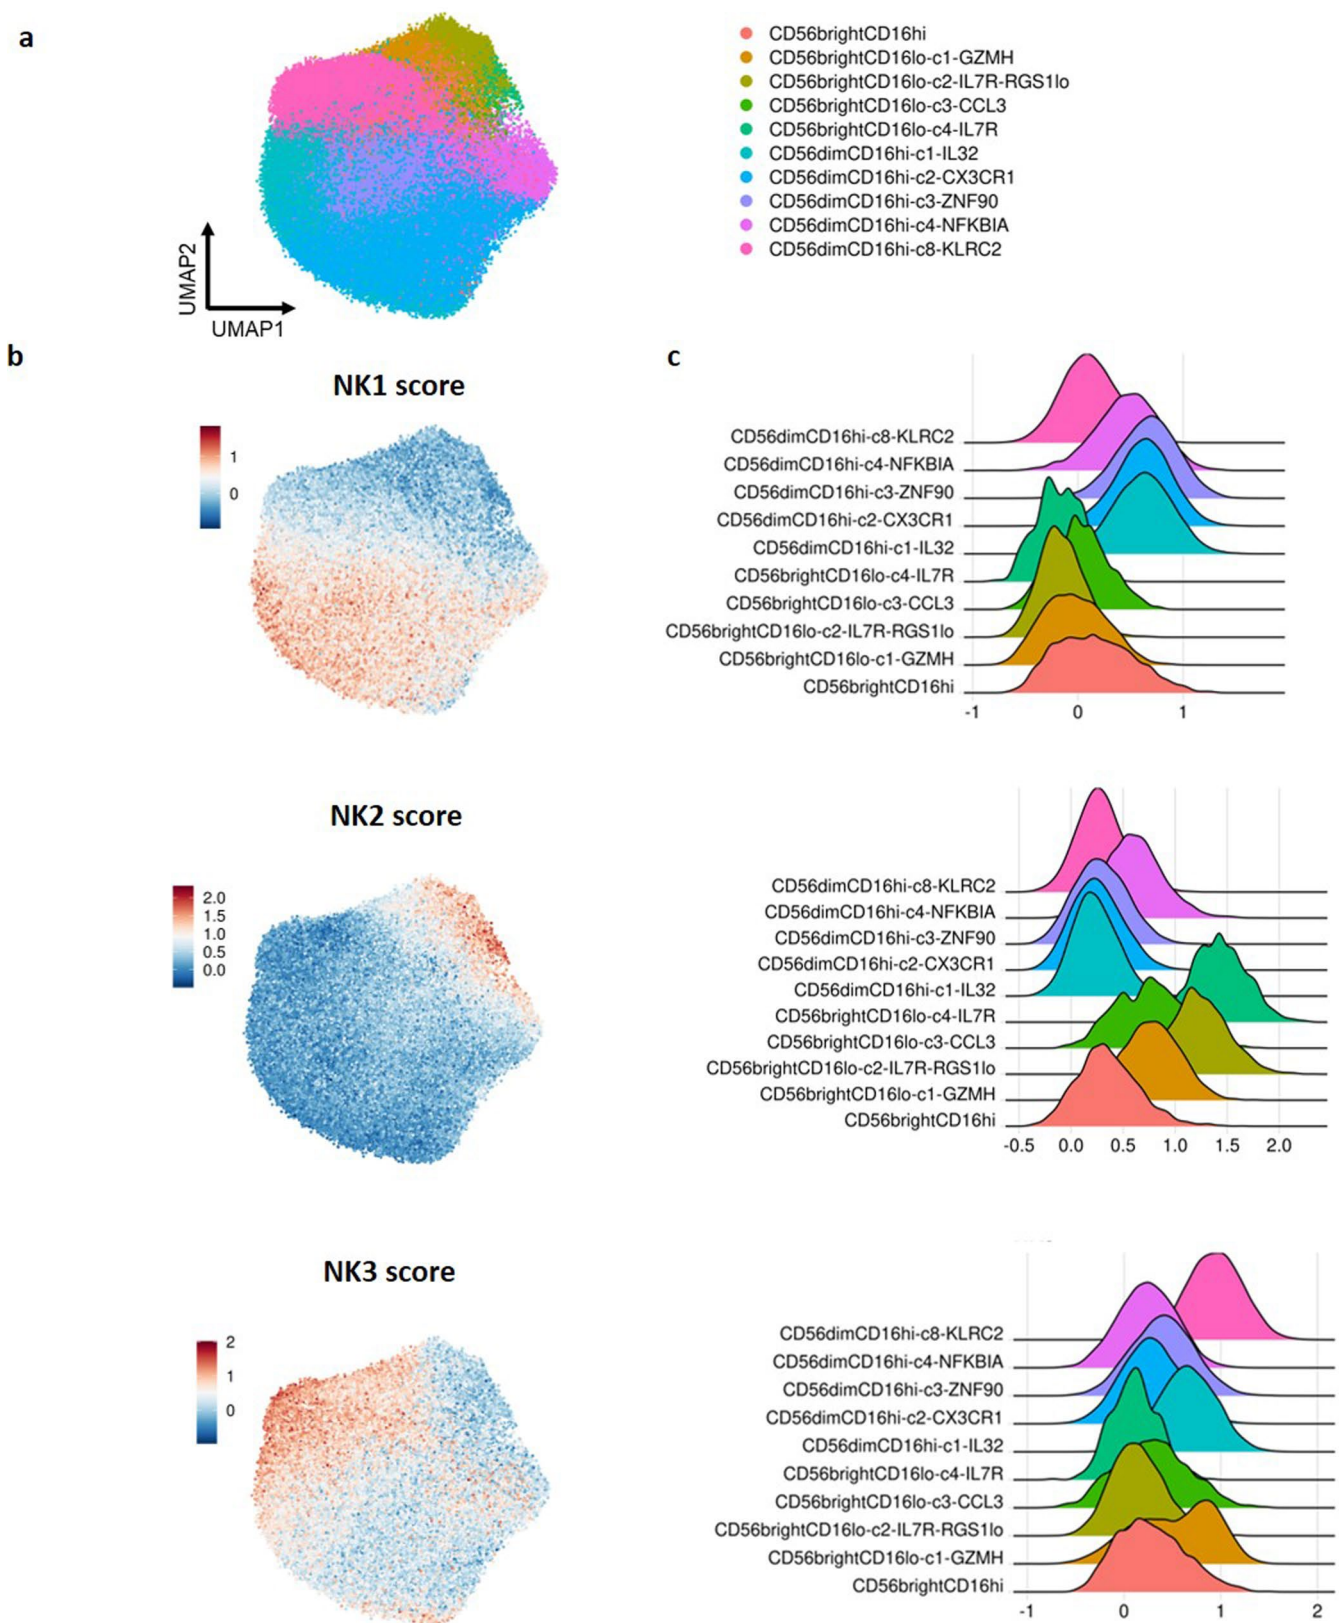 a
CD56brightCD16hi
CD56brightCD16lo-c1-GZMH
CD56brightCD16lo-c2-IL7R-RGS1lo
CD56brightCD16lo-c3-CCL3
CD56brightCD16lo-c4-IL7R
CD56dimCD16hi-c1-IL32
CD56dimCD16hi-c2-CX3CR1
CD56dimCD16hi-c3-ZNF90
CD56dimCD16hi-c4-NFKBIA
CD56dimCD16hi-c8-KLRC2
UMAP2
UMAP1
b
NK1 score
1
0
NK2 score
2.0
1.5
1.0
0.5
0.0
NK3 score
2
1
0
c
CD56dimCD16hi-c8-KLRC2
CD56dimCD16hi-c4-NFKBIA
CD56dimCD16hi-c3-ZNF90
CD56dimCD16hi-c2-CX3CR1
CD56dimCD16hi-c1-IL32
CD56brightCD16lo-c4-IL7R
CD56brightCD16lo-c3-CCL3
CD56brightCD16lo-c2-IL7R-RGS1lo
CD56brightCD16lo-c1-GZMH
CD56brightCD16hi
-1 0 1
CD56dimCD16hi-c8-KLRC2
CD56dimCD16hi-c4-NFKBIA
CD56dimCD16hi-c3-ZNF90
CD56dimCD16hi-c2-CX3CR1
CD56dimCD16hi-c1-IL32
CD56brightCD16lo-c4-IL7R
CD56brightCD16lo-c3-CCL3
CD56brightCD16lo-c2-IL7R-RGS1lo
CD56brightCD16lo-c1-GZMH
CD56brightCD16hi
-0.5 0.0 0.5 1.0 1.5 2.0
CD56dimCD16hi-c8-KLRC2
CD56dimCD16hi-c4-NFKBIA
CD56dimCD16hi-c3-ZNF90
CD56dimCD16hi-c2-CX3CR1
CD56dimCD16hi-c1-IL32
CD56brightCD16lo-c4-IL7R
CD56brightCD16lo-c3-CCL3
CD56brightCD16lo-c2-IL7R-RGS1lo
CD56brightCD16lo-c1-GZMH
CD56brightCD16hi
-1 0 1 2